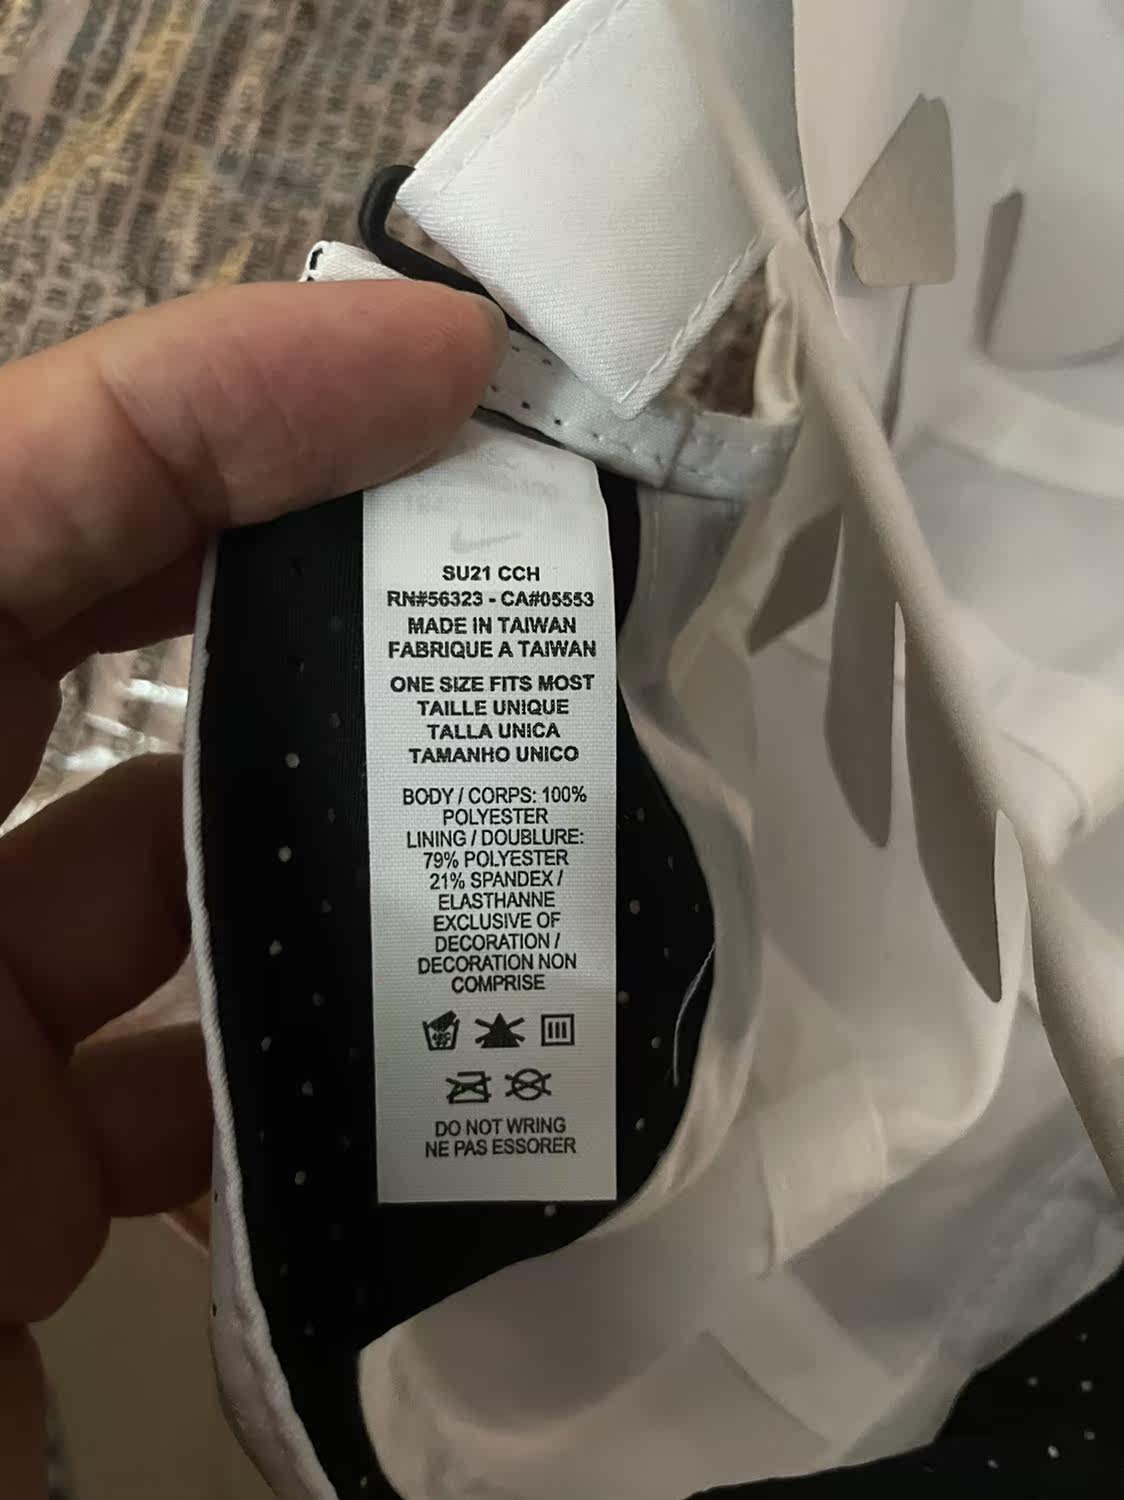 SU21 CCH
RN#56323 - CA#05553
MADE IN TAIWAN
FABRIQUE A TAIWAN
ONE SIZE FITS MOST
TAILLE UNIQUE
TALLA UNICA
TAMANHO UNICO
BODY / CORPS: 100%
POLYESTER
LINING / DOUBLURE:
79% POLYESTER
21% SPANDEX /
ELASTHANNE
EXCLUSIVE OF
DECORATION /
DECORATION NON
COMPRISE
DO NOT WRING
NE PAS ESSORER